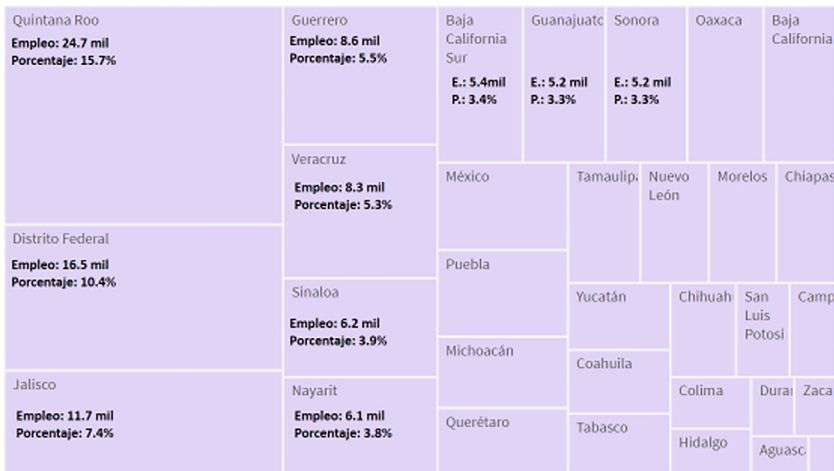 Quintana Roo
Empleo: 24.7 mil
Porcentaje: 15.7%
Distrito Federal
Empleo: 16.5 mil
Porcentaje: 10.4%
Jalisco
Empleo: 11.7 mil
Porcentaje: 7.4%
Guerrero
Empleo: 8.6 mil
Porcentaje: 5.5%
Veracruz
Empleo: 8.3 mil
Porcentaje: 5.3%
Sinaloa
Empleo: 6.2 mil
Porcentaje: 3.9%
Nayarit
Empleo: 6.1 mil
Porcentaje: 3.8%
Baja
California
Sur
E.: 5.4mil
P.: 3.4%
Guanajuato
E.: 5.2 mil
P.: 3.3%
Sonora
E.: 5.2 mil
P.: 3.3%
Oaxaca
Baja
California
México
Puebla
Michoacán
Querétaro
Tamaulipa
Nuevo
León
Morelos
Chiapas
Yucatán
Coahuila
Tabasco
Chihuah
San
Luis
Potosí
Camp
Colima
Hidalgo
Duran
Zaca
Aguasc